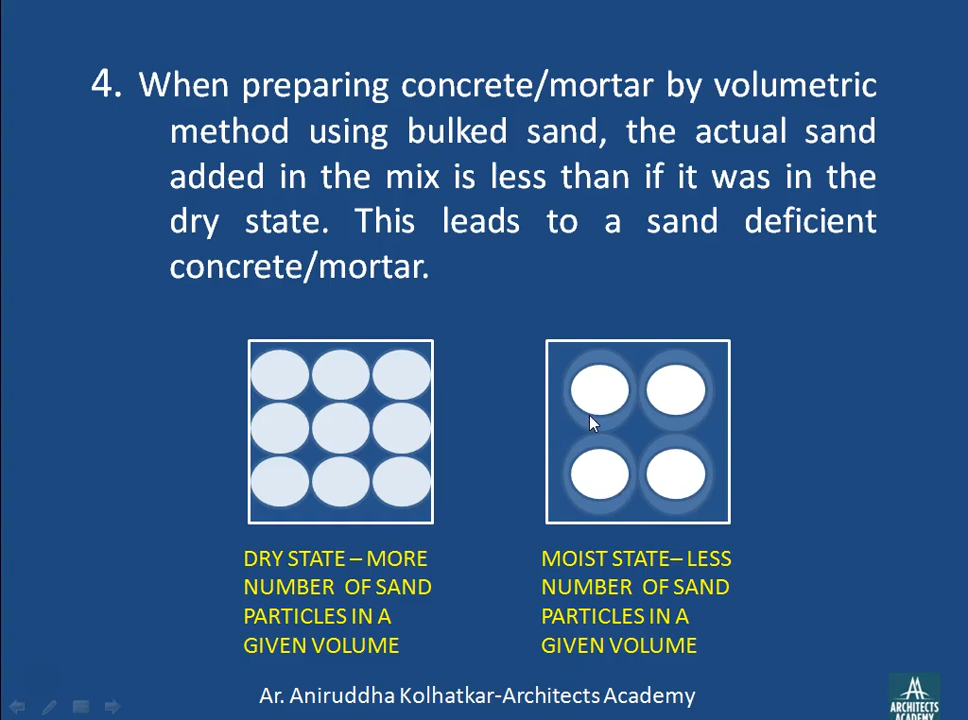 4. When preparing concrete/mortar by volumetric
method using bulked sand, the actual sand
added in the mix is less than if it was in the
dry state. This leads to a sand deficient
concrete/mortar.
DRY STATE – MORE
NUMBER OF SAND
PARTICLES IN A
GIVEN VOLUME
MOIST STATE– LESS
NUMBER OF SAND
PARTICLES IN A
GIVEN VOLUME
Ar. Aniruddha Kolhatkar-Architects Academy
ARCHITECTS
ACADEMY